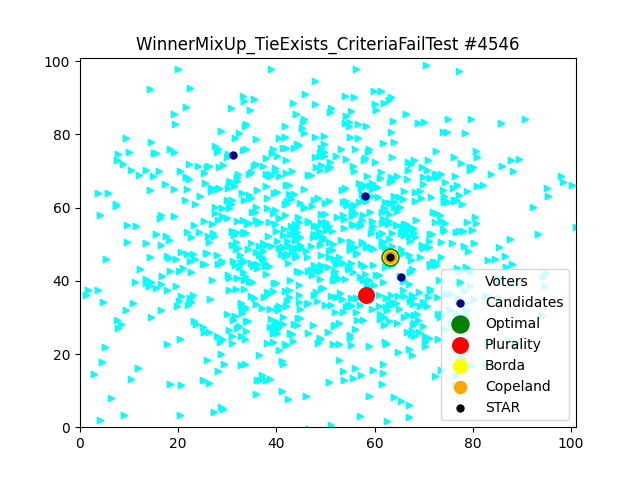 WinnerMixUp_TieExists_CriteriaFailTest #4546
100
80
60
40
20
0
0 20 40 60 80 100
Voters
Candidates
Optimal
Plurality
Borda
Copeland
STAR